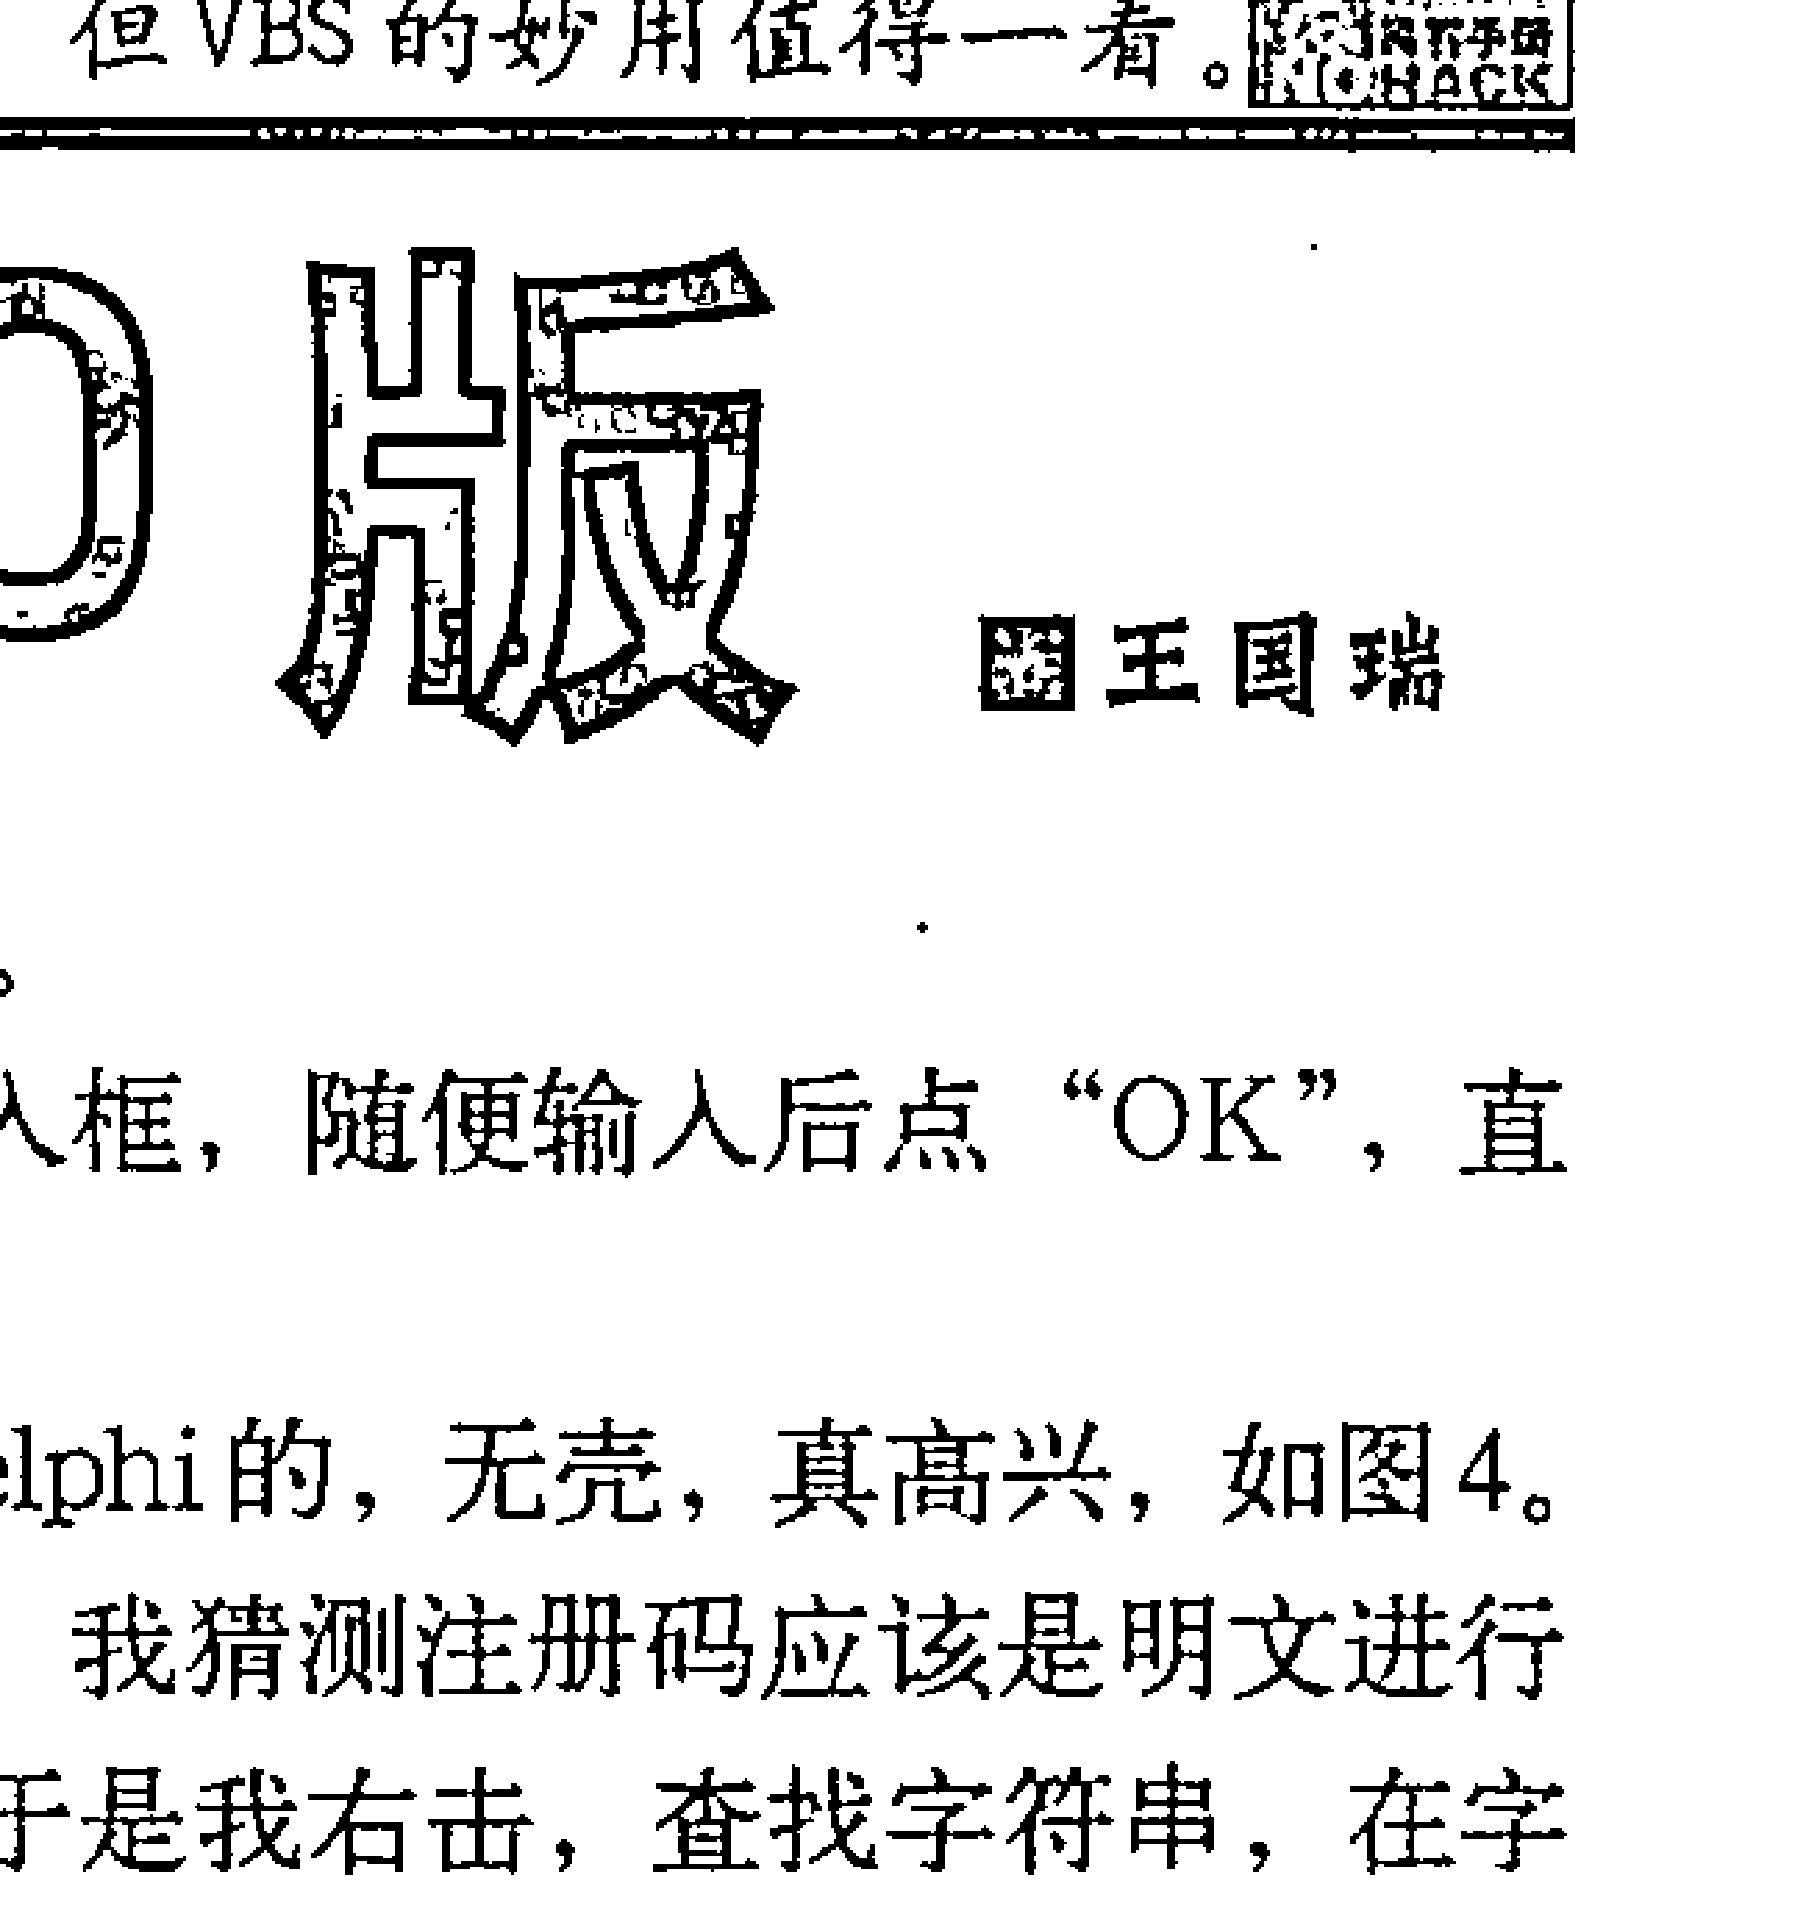 但VBS的妙用值得一看。
HACK
版
王国瑞
。
入框，随便输入后点“OK”，直
elphi的，无壳，真高兴，如图4。
我猜测注册码应该是明文进行
于是我右击，查找字符串，在字